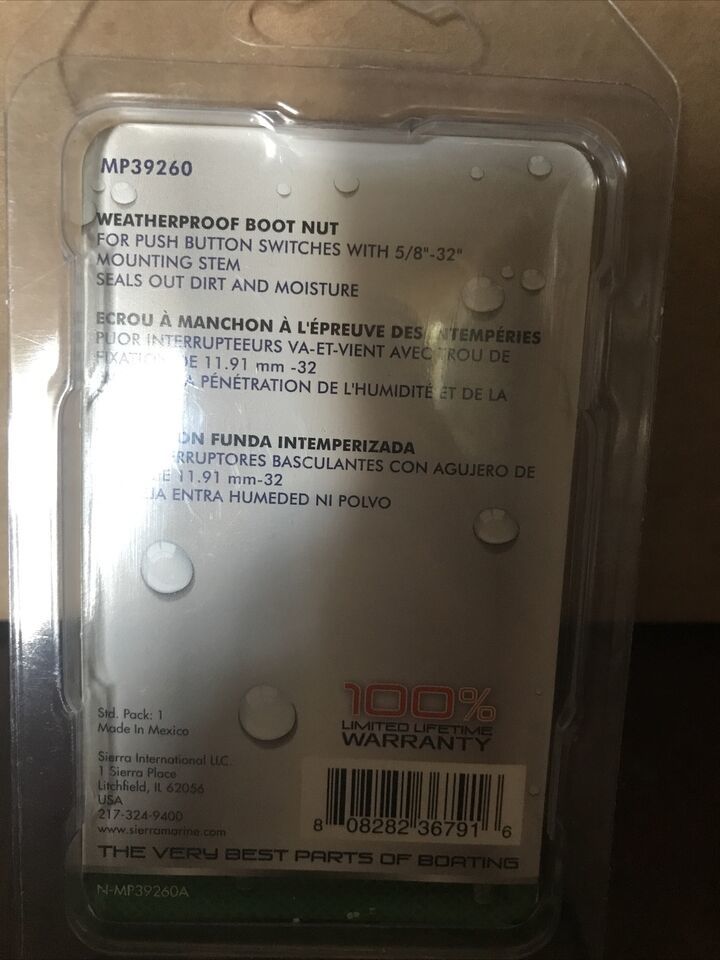 MP39260
WEATHERPROOF BOOT NUT
FOR PUSH BUTTON SWITCHES WITH 5/8"-32"
MOUNTING STEM
SEALS OUT DIRT AND MOISTURE
ECROU À MANCHON À L'ÉPREUVE DES INTEMPÉRIES
PUOR INTERRUPTEEURS VA-ET-VIENT AVEC TROU DE
FIXATION DE 11.91 mm -32
PÉNÉTRATION DE L'HUMIDITÉ ET DE LA
FUNDA INTEMPERIZADA
BASCULANTES CON AGUJERO DE
11.91 mm-32
ENTRA HUMEDED NI POLVO
Std. Pack: 1
Made In Mexico
Sierra International LLC.
1 Sierra Place
Litchfield, IL 62056
USA
217-324-9400
www.sierramarine.com
100%
LIMITED LIFETIME
WARRANTY
8 08282 36791 6
THE VERY BEST PARTS OF BOATING
N-MP39260A